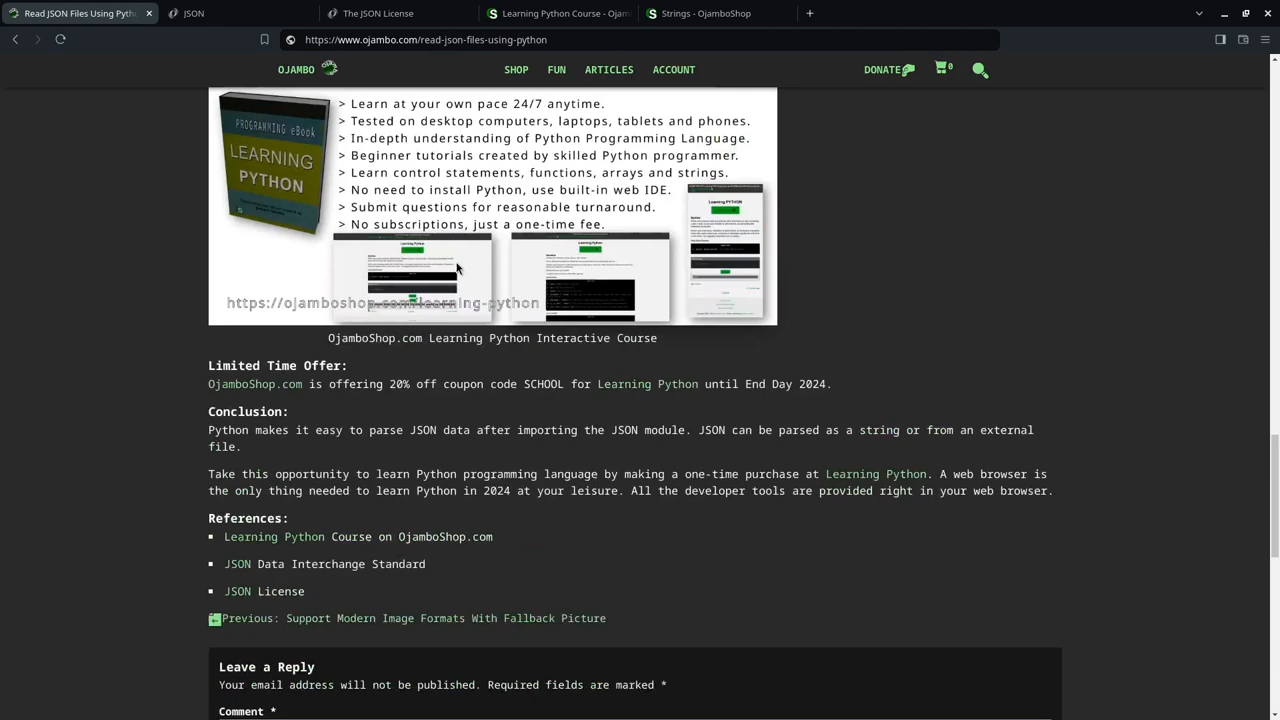 Read JSON Files Using Pytho
JSON
The JSON License
Learning Python Course - Ojam
Strings - OjamboShop
https://www.ojambo.com/read-json-files-using-python
OJAMBO
SHOP
FUN
ARTICLES
ACCOUNT
DONATE
0
PROGRAMMING eBook
LEARNING
PYTHON
> Learn at your own pace 24/7 anytime.
> Tested on desktop computers, laptops, tablets and phones.
> In-depth understanding of Python Programming Language.
> Beginner tutorials created by skilled Python programmer.
> Learn control statements, functions, arrays and strings.
> No need to install Python, use built-in web IDE.
> Submit questions for reasonable turnaround.
> No subscription, just a one-time fee.
Learning Python
Learning Python
Learning PYTHON
https://ojamboshop.com/learning-python
OjamboShop.com Learning Python Interactive Course
Limited Time Offer:
OjamboShop.com is offering 20% off coupon code SCHOOL for Learning Python until End Day 2024.
Conclusion:
Python makes it easy to parse JSON data after importing the JSON module. JSON can be parsed as a string or from an external
file.
Take this opportunity to learn Python programming language by making a one-time purchase at Learning Python. A web browser is
the only thing needed to learn Python in 2024 at your leisure. All the developer tools are provided right in your web browser.
References:
Learning Python Course on OjamboShop.com
JSON Data Interchange Standard
JSON License
Previous: Support Modern Image Formats With Fallback Picture
Leave a Reply
Your email address will not be published. Required fields are marked *
Comment *